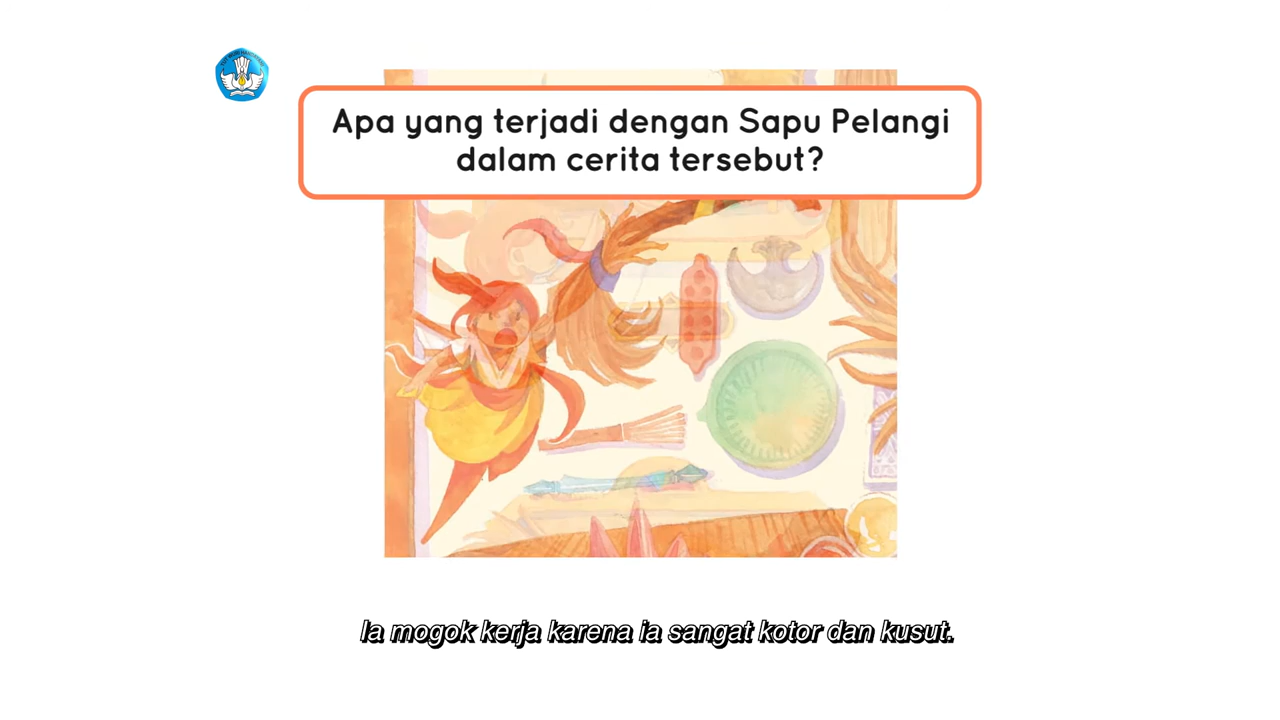 Apa yang terjadi dengan Sapu Pelangi
dalam cerita tersebut?
Ia mogok kerja karena ia sangat kotor dan kusut.